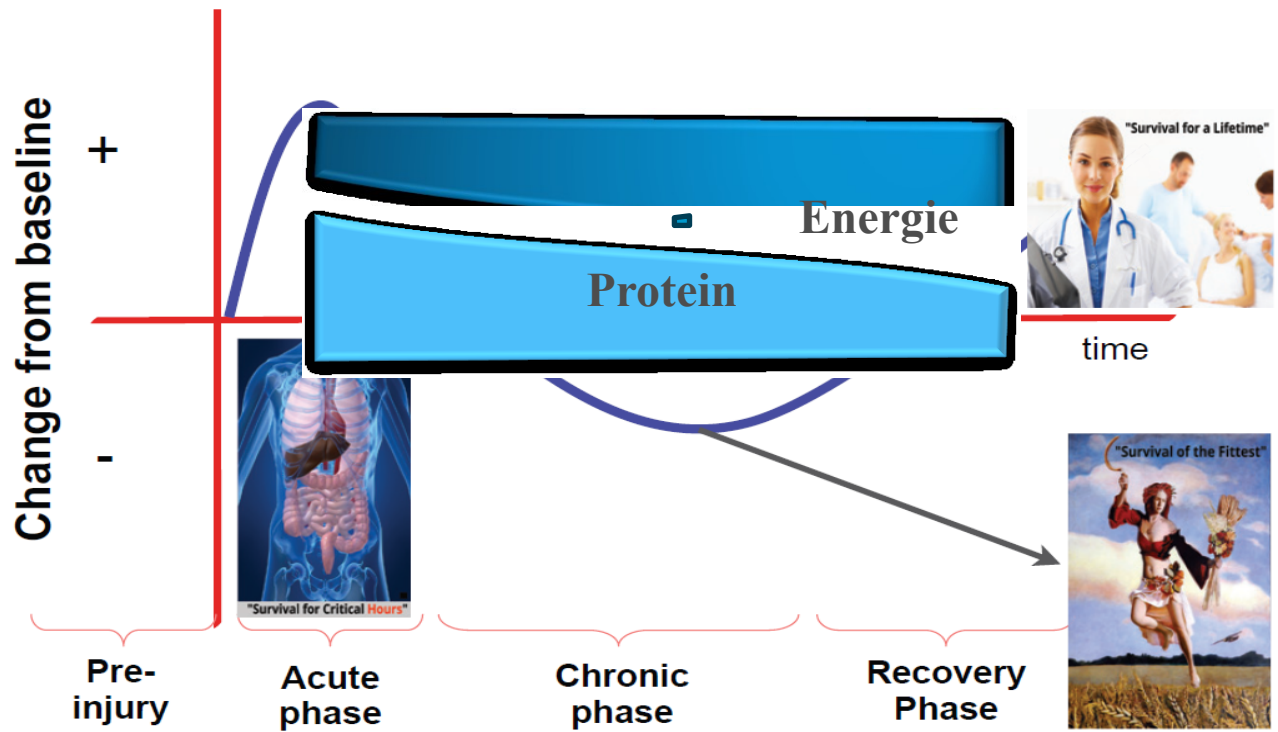 Change from baseline
+
-
"Survival for a Lifetime"
Energie
Protein
time
"Survival of the Fittest"
"Survival for Critical Hours"
Pre-
injury
Acute
phase
Chronic
phase
Recovery
Phase